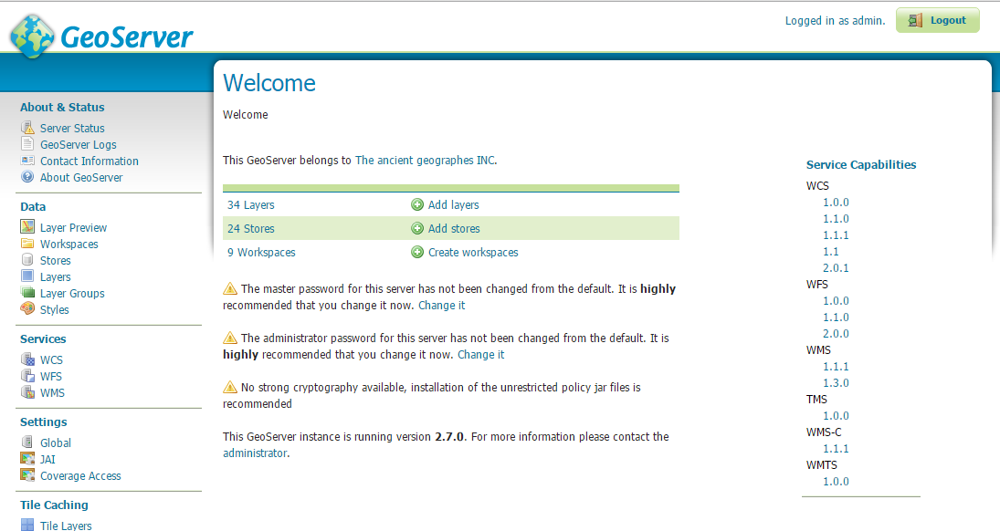 GeoServer
Logged in as admin.
Logout
About & Status
Server Status
GeoServer Logs
Contact Information
About GeoServer
Data
Layer Preview
Workspaces
Stores
Layers
Layer Groups
Styles
Services
WCS
WFS
WMS
Settings
Global
JAI
Coverage Access
Tile Caching
Tile Layers
Welcome
Welcome
This GeoServer belongs to The ancient geographes INC.
34 Layers Add layers
24 Stores Add stores
9 Workspaces Create workspaces
The master password for this server has not been changed from the default. It is highly
recommended that you change it now. Change it
The administrator password for this server has not been changed from the default. It is
highly recommended that you change it now. Change it
No strong cryptography available, installation of the unrestricted policy jar files is
recommended
This GeoServer instance is running version 2.7.0. For more information please contact the
administrator.
Service Capabilities
WCS
1.0.0
1.1.0
1.1.1
1.1
2.0.1
WFS
1.0.0
1.1.0
2.0.0
WMS
1.1.1
1.3.0
TMS
1.0.0
WMS-C
1.1.1
WMTS
1.0.0